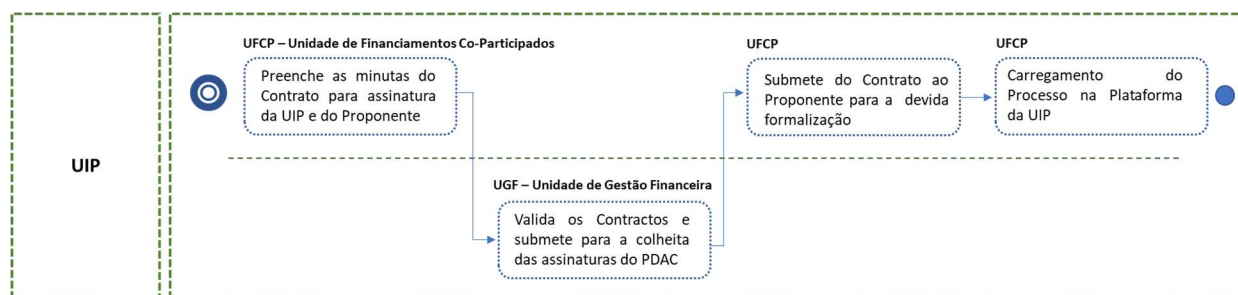 UIP
UFCP – Unidade de Financiamentos Co-Participados
Preenche as minutas do
Contrato para assinatura
da UIP e do Proponente
UGF – Unidade de Gestão Financeira
Valida os Contractos e
submete para a colheita
das assinaturas do PDAC
UFCP
Submete do Contrato ao
Proponente para a devida
formalização
UFCP
Carregamento do
Processo na Plataforma
da UIP